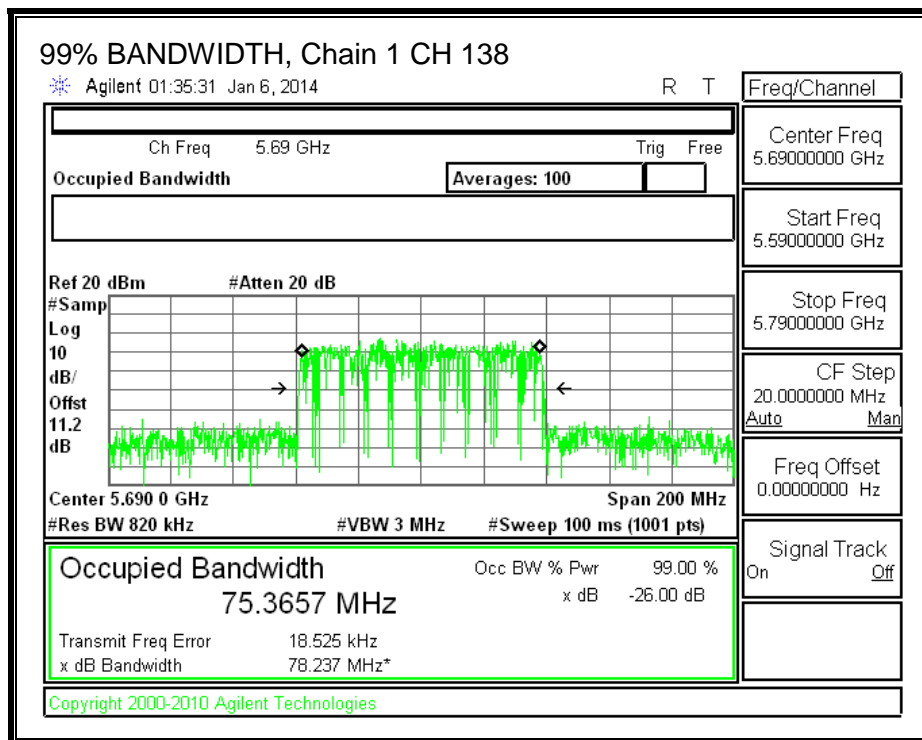 99% BANDWIDTH, Chain 1 CH 138
Agilent 01:35:31 Jan 6, 2014 R T
Freq/Channel
Ch Freq 5.69 GHz Trig Free
Occupied Bandwidth Averages: 100
Center Freq
5.69000000 GHz
Start Freq
5.59000000 GHz
Stop Freq
5.79000000 GHz
CF Step
20.0000000 MHz
Auto Man
Freq Offset
0.00000000 Hz
Signal Track
On Off
Ref 20 dBm #Atten 20 dB
#Samp
Log
10
dB/
Offst
11.2
dB
Center 5.690 0 GHz Span 200 MHz
#Res BW 820 kHz #VBW 3 MHz #Sweep 100 ms (1001 pts)
Occupied Bandwidth Occ BW % Pwr 99.00 %
75.3657 MHz x dB -26.00 dB
Transmit Freq Error 18.525 kHz
x dB Bandwidth 78.237 MHz*
Copyright 2000-2010 Agilent Technologies